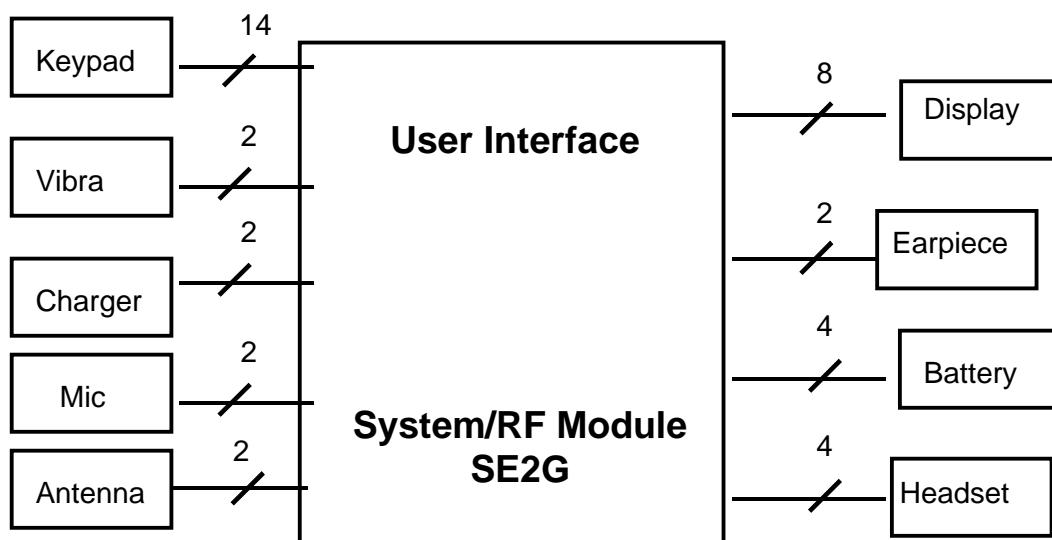 14
Keypad
8
Display
User Interface
2
Vibra
2
Earpiece
2
Charger
4
Battery
2
Mic
System/RF Module
SE2G
4
Headset
2
Antenna